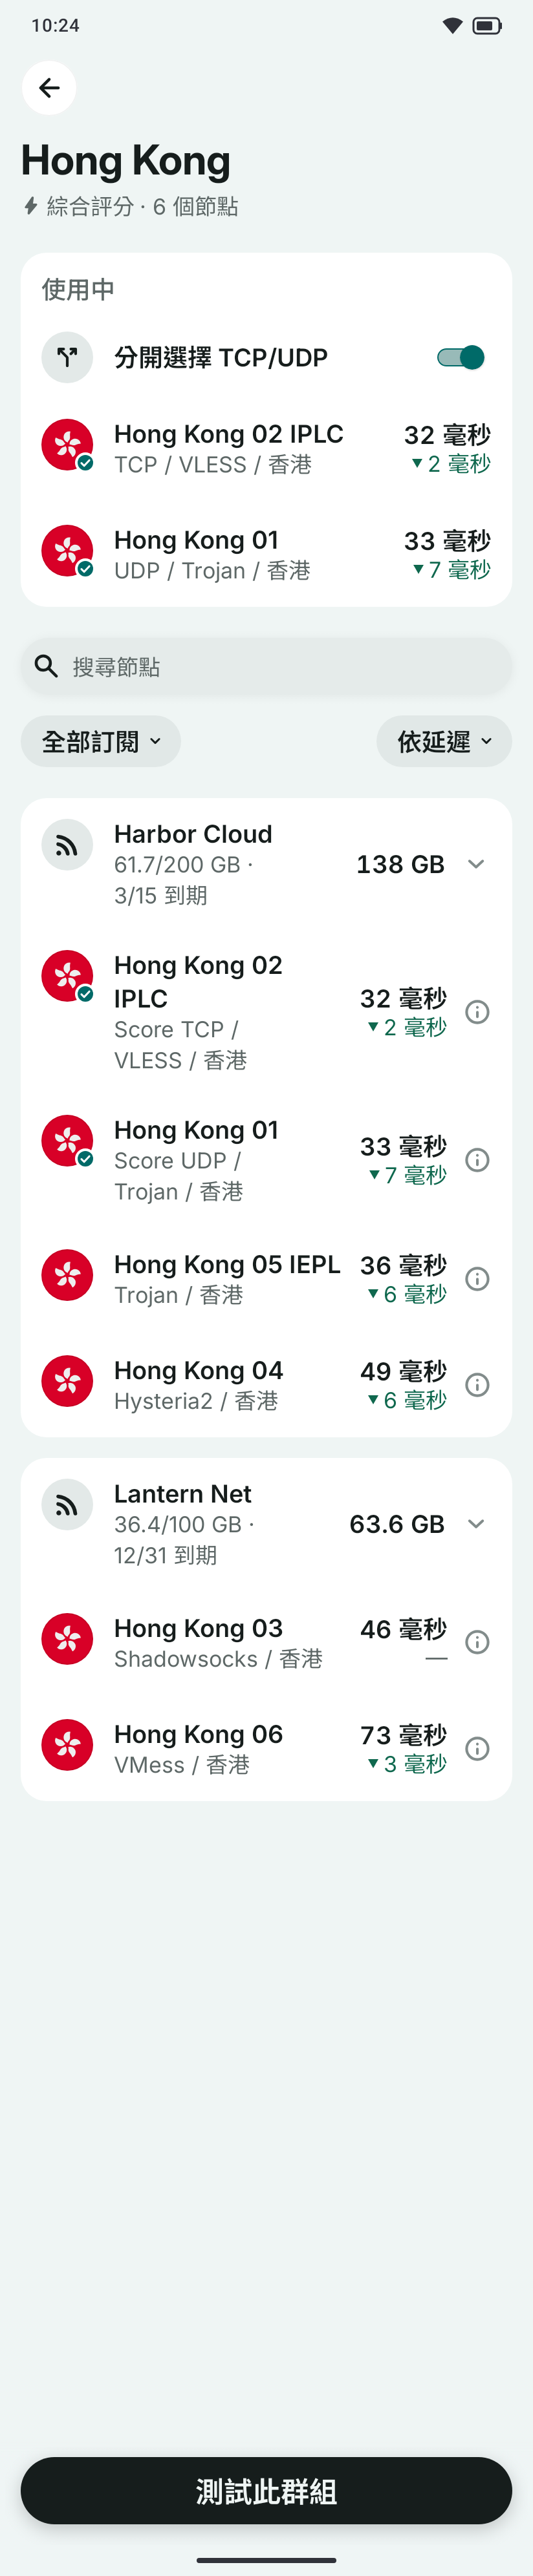 10:24
Hong Kong
綜合評分 · 6 個節點
使用中
分開選擇 TCP/UDP
Hong Kong 02 IPLC
32 毫秒
TCP / VLESS / 香港
▼2 毫秒
Hong Kong 01
33 毫秒
UDP / Trojan / 香港
▼7 毫秒
搜尋節點
全部訂閱
依延遲
Harbor Cloud
61.7/200 GB ·
3/15 到期
138 GB
Hong Kong 02
IPLC
Score TCP /
VLESS / 香港
32 毫秒
▼2 毫秒
Hong Kong 01
Score UDP /
Trojan / 香港
33 毫秒
▼7 毫秒
Hong Kong 05 IEPL
36 毫秒
Trojan / 香港
▼6 毫秒
Hong Kong 04
49 毫秒
Hysteria2 / 香港
▼6 毫秒
Lantern Net
36.4/100 GB ·
12/31 到期
63.6 GB
Hong Kong 03
46 毫秒
Shadowsocks / 香港
—
Hong Kong 06
73 毫秒
VMess / 香港
▼3 毫秒
測試此群組